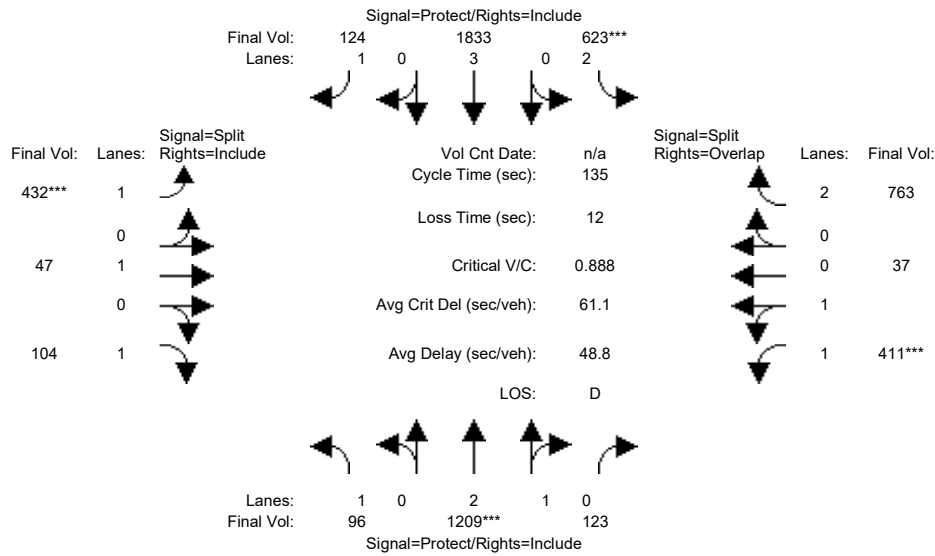 Signal=Protect/Rights=Include
Final Vol: 124 1833 623***
Lanes: 1 0 3 0 2
Signal=Split Signal=Split
Final Vol: Lanes: Rights=Include Vol Cnt Date: n/a Rights=Overlap Lanes: Final Vol:
Cycle Time (sec): 135
432*** 1 2 763
Loss Time (sec): 12
0 0
47 1 Critical V/C: 0.888 0 37
0 Avg Crit Del (sec/veh): 61.1 1
104 1 Avg Delay (sec/veh): 48.8 1 411***
LOS: D
Lanes: 1 0 2 1 0
Final Vol: 96 1209*** 123
Signal=Protect/Rights=Include